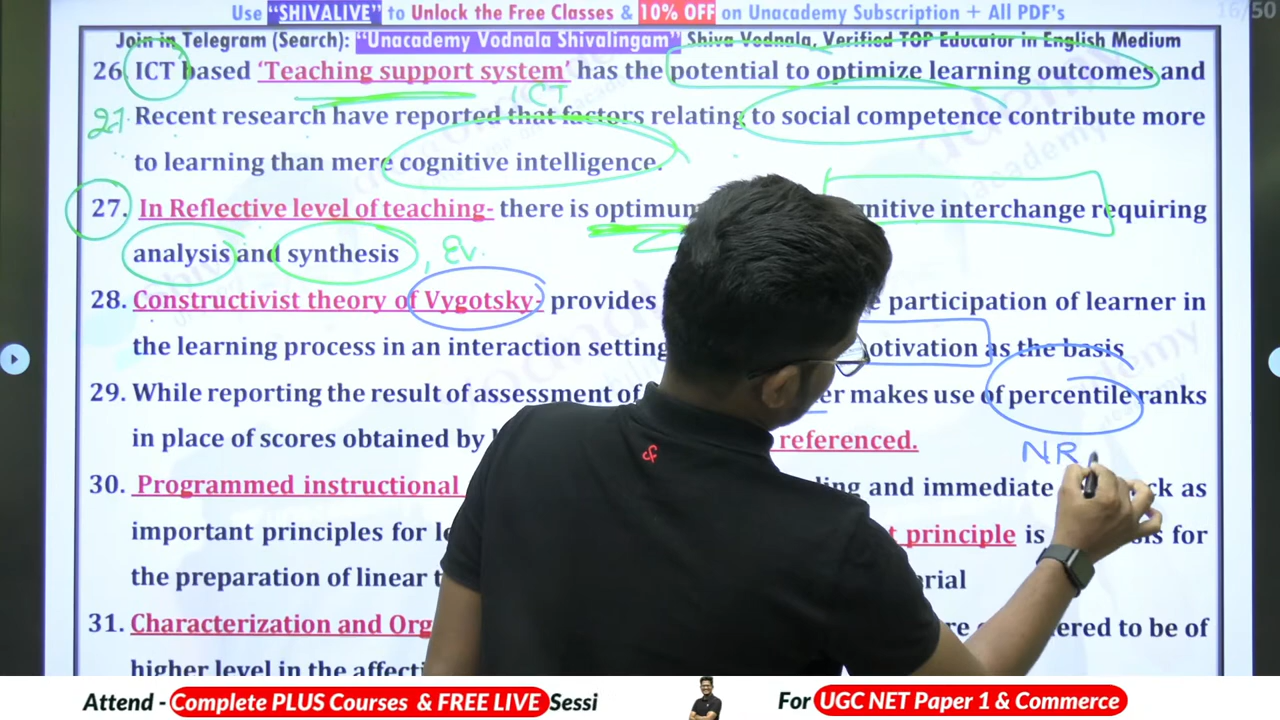 Use “SHIVALIVE” to Unlock the Free Classes & 10% OFF on Unacademy Subscription + All PDF's
16/50
Join in Telegram (Search): "Unacademy Vodnala Shivalingam" Shiva Vodnala, Verified TOP Educator in English Medium
26 ICT based ‘Teaching support system’ has the potential to optimize learning outcomes and
ICT
27. Recent research have reported that factors relating to social competence contribute more
to learning than mere cognitive intelligence.
27. In Reflective level of teaching- there is optimum nitive interchange requiring
analysis and synthesis , Ev.
28. Constructivist theory of Vygotsky- provides participation of learner in
the learning process in an interaction setting otivation as the basis
29. While reporting the result of assessment of er makes use of percentile ranks
in place of scores obtained by referenced.
NR
30. Programmed instructional ing and immediate ck as
important principles for principle is for
the preparation of linear rial
31. Characterization and Org re ered to be of
higher level in the affecti
Attend - Complete PLUS Courses & FREE LIVE Sessi
For UGC NET Paper 1 & Commerce